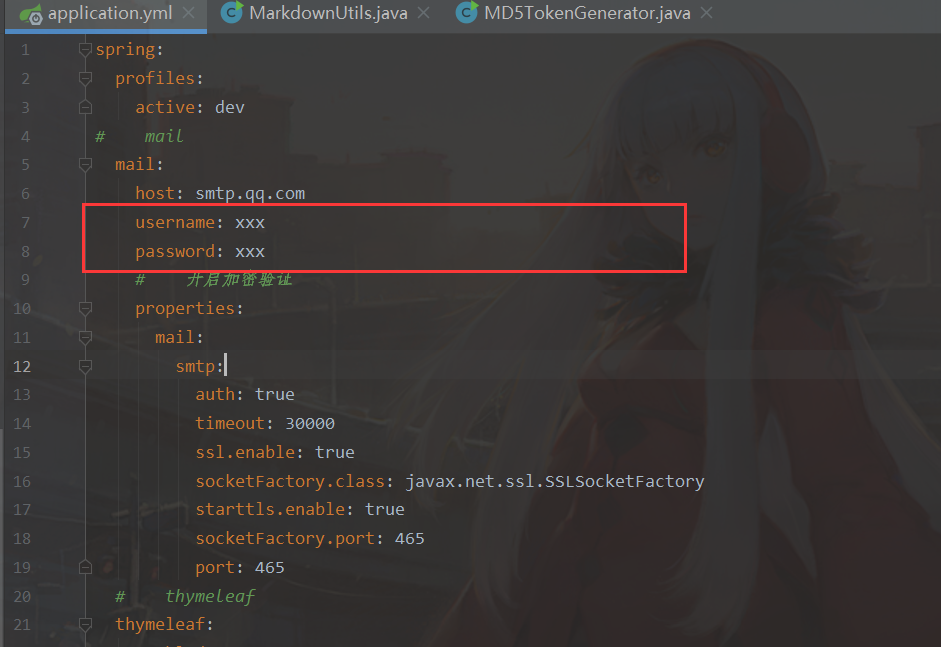 application.yml MarkdownUtils.java MD5TokenGenerator.java
1 spring:
2 profiles:
3 active: dev
4 # mail
5 mail:
6 host: smtp.qq.com
7 username: xxx
8 password: xxx
9 # 开启加密验证
10 properties:
11 mail:
12 smtp:
13 auth: true
14 timeout: 30000
15 ssl.enable: true
16 socketFactory.class: javax.net.ssl.SSLSocketFactory
17 starttls.enable: true
18 socketFactory.port: 465
19 port: 465
20 # thymeleaf
21 thymeleaf: